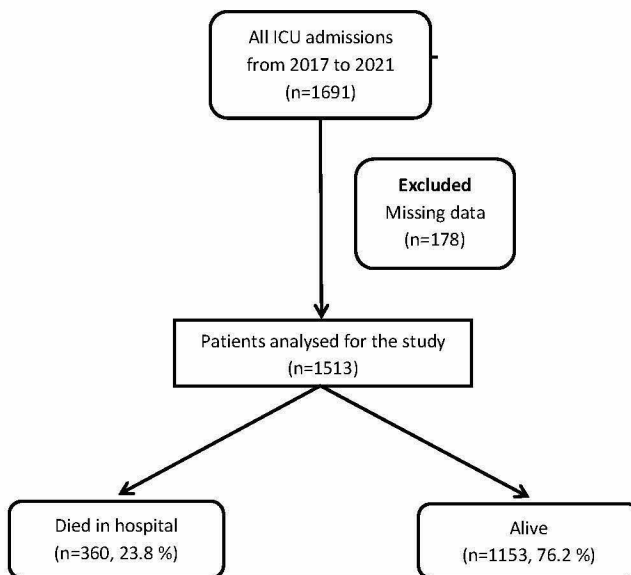 All ICU admissions
from 2017 to 2021
(n=1691)
Excluded
Missing data
(n=178)
Patients analysed for the study
(n=1513)
Died in hospital
(n=360, 23.8 %)
Alive
(n=1153, 76.2 %)